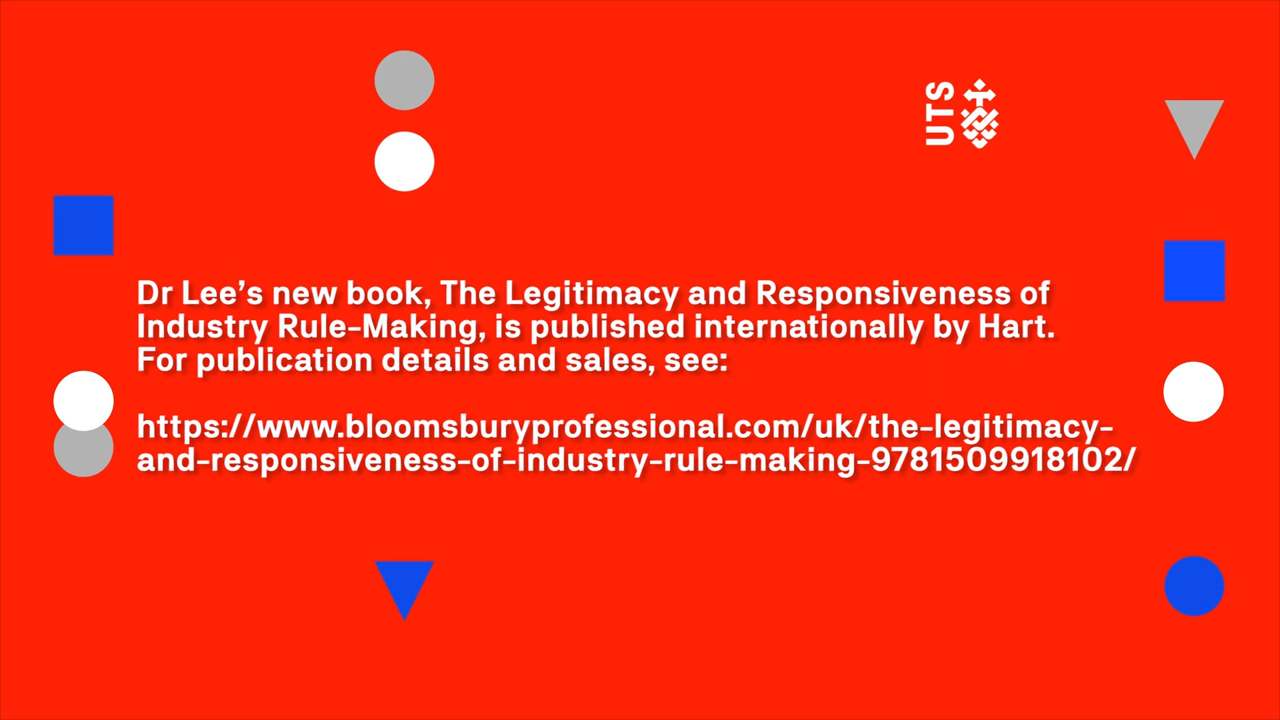 UTS
Dr Lee’s new book, The Legitimacy and Responsiveness of
Industry Rule-Making, is published internationally by Hart.
For publication details and sales, see:
https://www.bloomsburyprofessional.com/uk/the-legitimacy-
and-responsiveness-of-industry-rule-making-9781509918102/